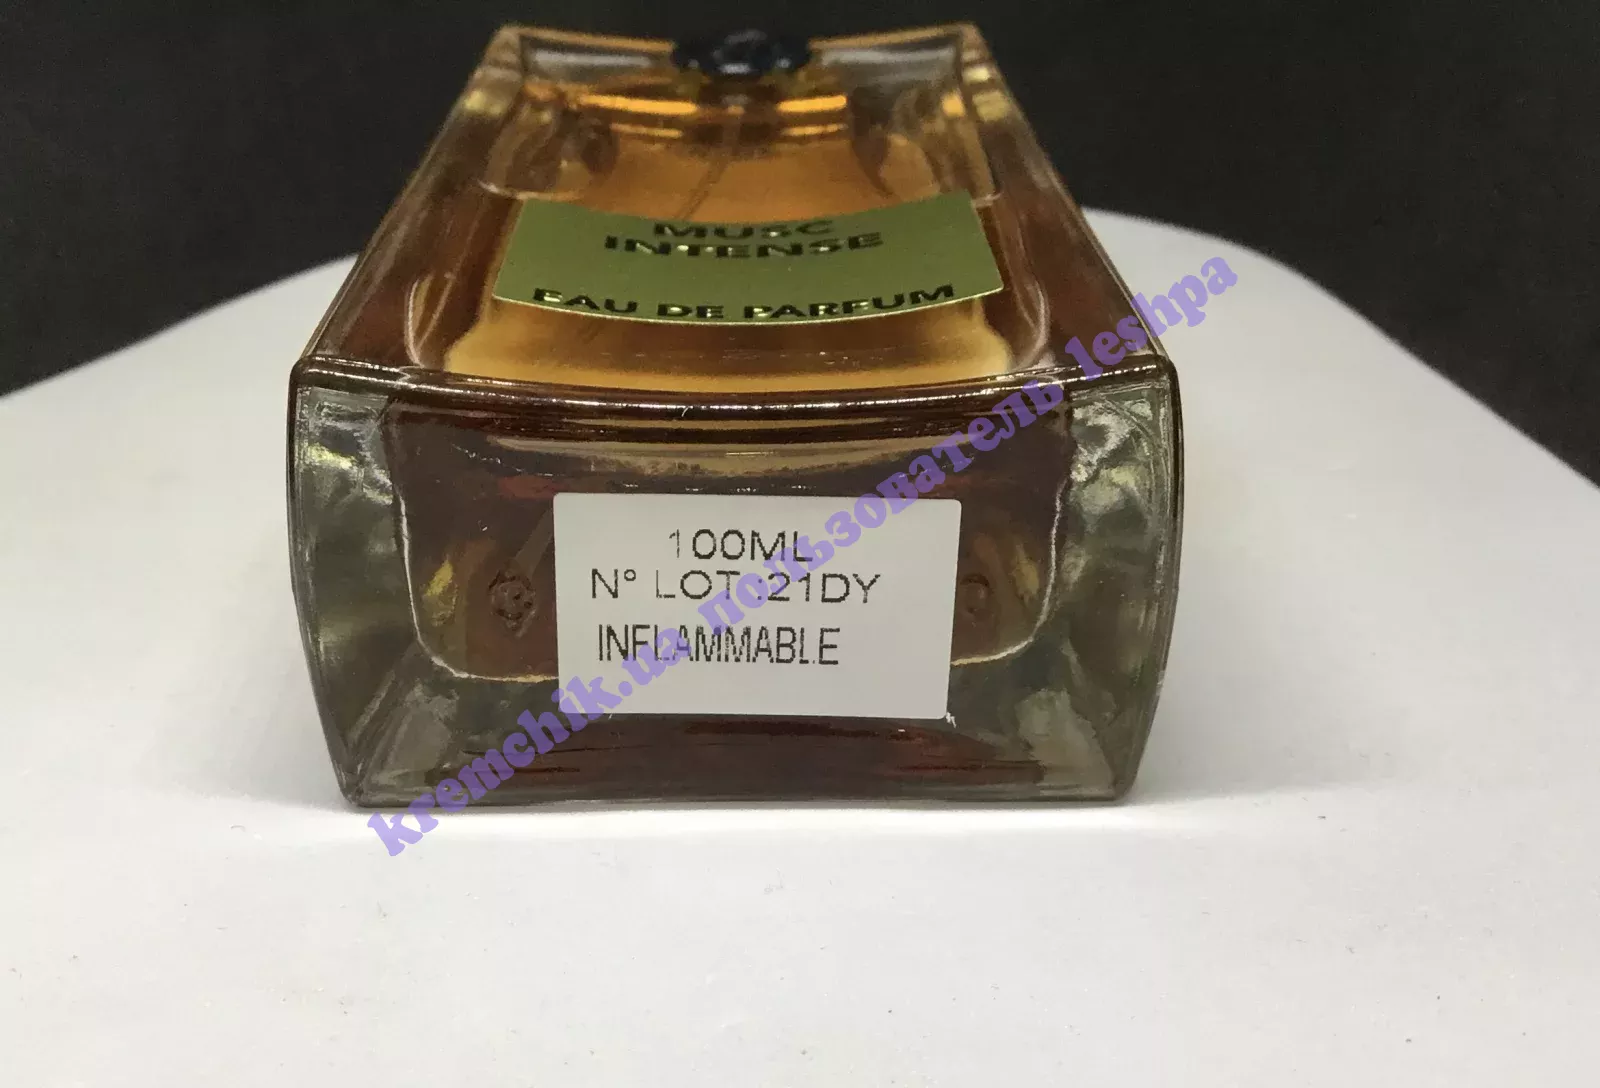 MUSC
INTENSE
EAU DE PARFUM
100ML
N° LOT :21DY
INFLAMMABLE
kremchik.ua пользователь leshpa